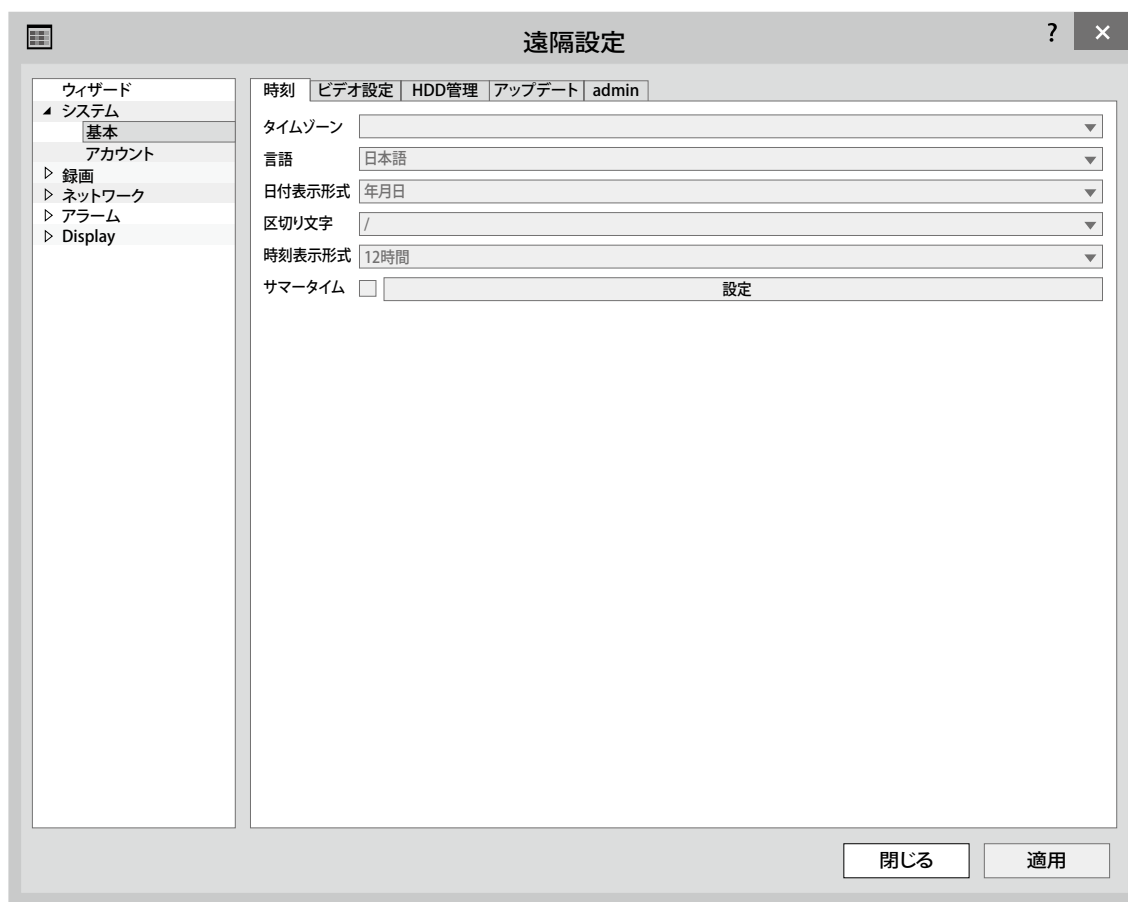 遠隔設定
?
×
ウィザード
システム
基本
アカウント
録画
ネットワーク
アラーム
Display
時刻 ビデオ設定 HDD管理 アップデート admin
タイムゾーン
言語 日本語
日付表示形式 年月日
区切り文字 /
時刻表示形式 12時間
サマータイム 設定
閉じる 適用